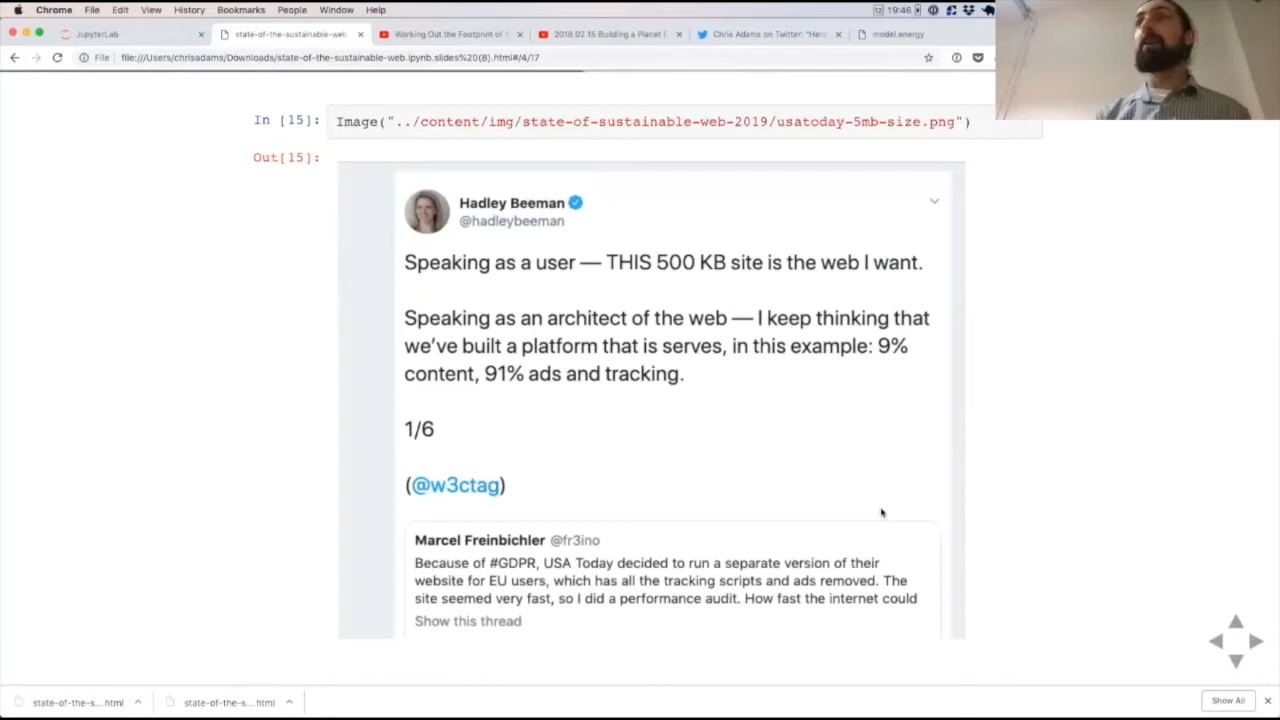 Chrome File Edit View History Bookmarks People Window Help 19:46
JupyterLab state-of-the-sustainable-web Working Out the Footprint of 2018 02 15 Building a Planet Chris Adams on Twitter: "Her model.energy
File file:///Users/chrisadams/Downloads/state-of-the-sustainable-web.ipynb.slides%20(8).html#/4/17
In [15]: Image("../content/img/state-of-sustainable-web-2019/usatoday-5mb-size.png")
Out[15]:
Hadley Beeman
@hadleybeeman
Speaking as a user — THIS 500 KB site is the web I want.
Speaking as an architect of the web — I keep thinking that
we've built a platform that is serves, in this example: 9%
content, 91% ads and tracking.
1/6
(@w3ctag)
Marcel Freinbichler @fr3ino
Because of #GDPR, USA Today decided to run a separate version of their
website for EU users, which has all the tracking scripts and ads removed. The
site seemed very fast, so I did a performance audit. How fast the internet could
Show this thread
state-of-the-s....html state-of-the-s....html Show All